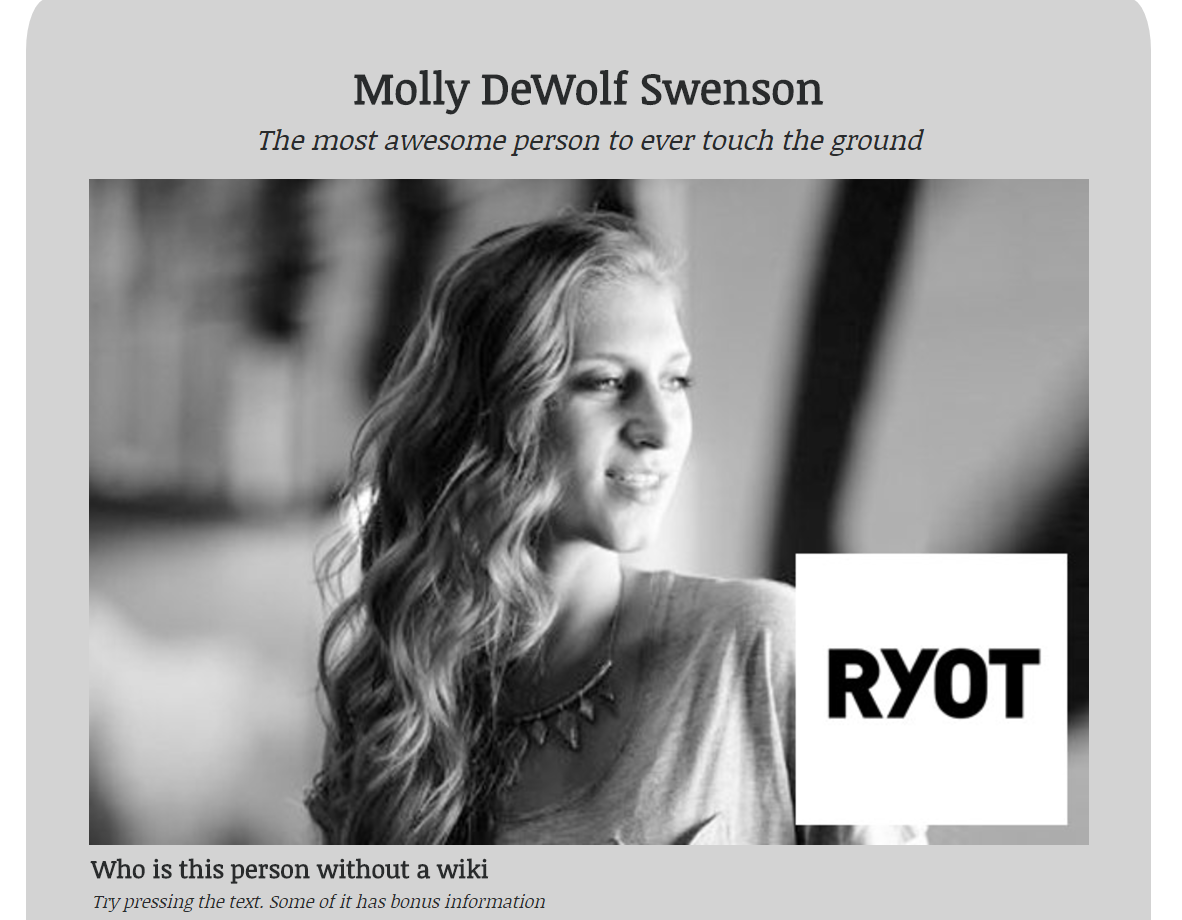 Molly DeWolf Swenson
The most awesome person to ever touch the ground
RYOT
Who is this person without a wiki
Try pressing the text. Some of it has bonus information